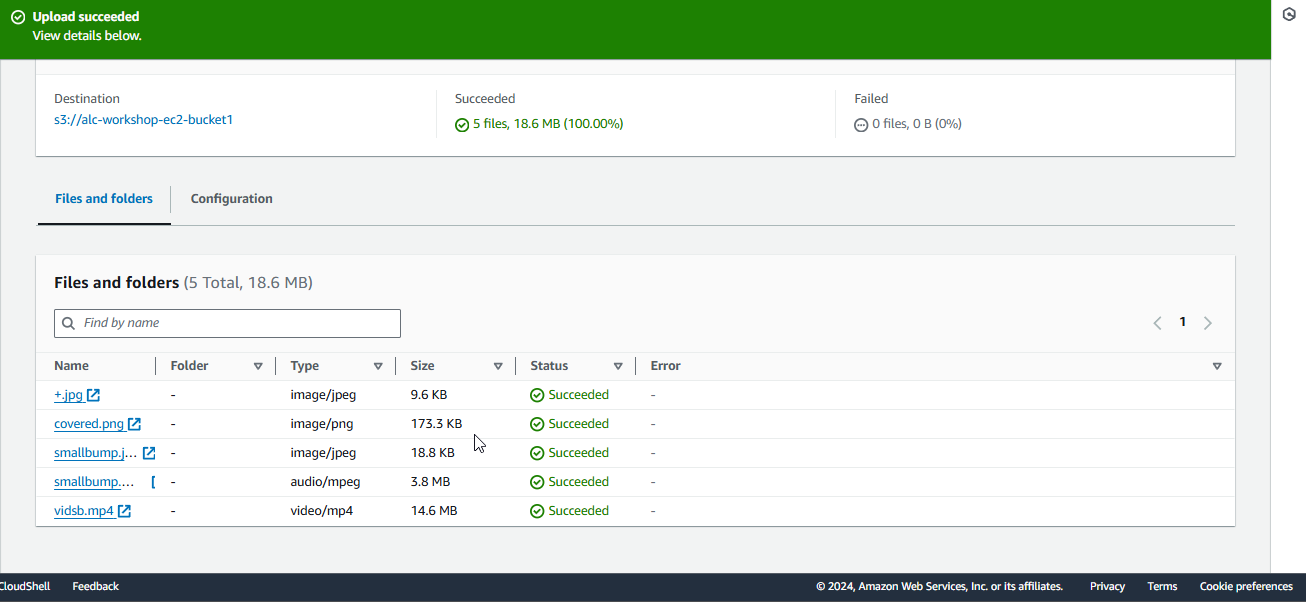 Upload succeeded
View details below.
Destination
s3://alc-workshop-ec2-bucket1
Succeeded
5 files, 18.6 MB (100.00%)
Failed
0 files, 0 B (0%)
Files and folders
Configuration
Files and folders (5 Total, 18.6 MB)
Find by name
1
Name Folder Type Size Status Error
+.jpg - image/jpeg 9.6 KB Succeeded -
covered.png - image/png 173.3 KB Succeeded -
smallbump.j... - image/jpeg 18.8 KB Succeeded -
smallbump.... - audio/mpeg 3.8 MB Succeeded -
vidsb.mp4 - video/mp4 14.6 MB Succeeded -
CloudShell Feedback © 2024, Amazon Web Services, Inc. or its affiliates. Privacy Terms Cookie preferences